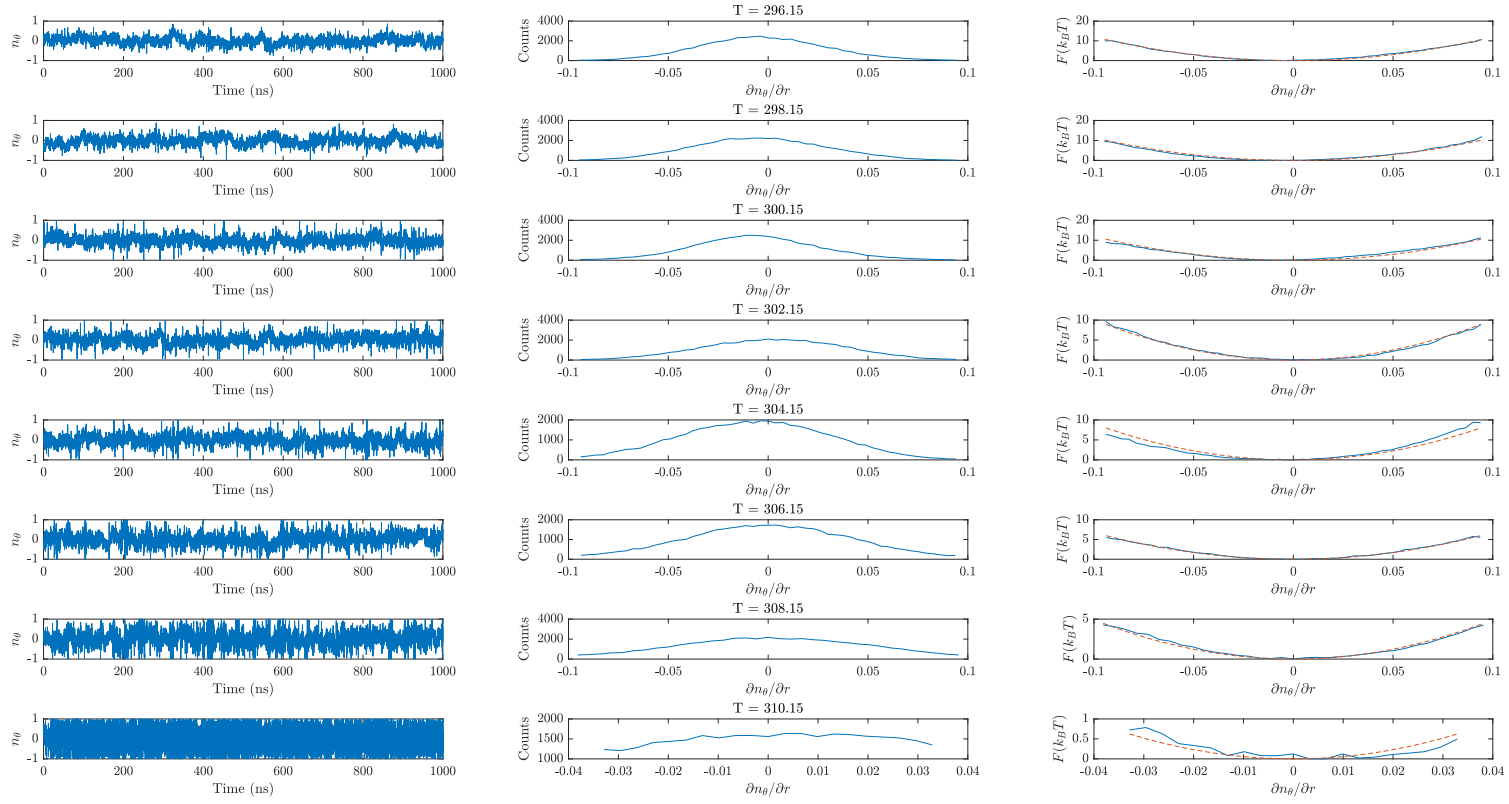 T = 296.15
n_θ
1
0
-1
0 200 400 600 800 1000
Time (ns)
Counts
4000
2000
0
-0.1 -0.05 0 0.05 0.1
∂n_θ/∂r
F(k_BT)
20
10
0
-0.1 -0.05 0 0.05 0.1
∂n_θ/∂r
T = 298.15
n_θ
1
0
-1
0 200 400 600 800 1000
Time (ns)
Counts
4000
2000
0
-0.1 -0.05 0 0.05 0.1
∂n_θ/∂r
F(k_BT)
20
10
0
-0.1 -0.05 0 0.05 0.1
∂n_θ/∂r
T = 300.15
n_θ
1
0
-1
0 200 400 600 800 1000
Time (ns)
Counts
4000
2000
0
-0.1 -0.05 0 0.05 0.1
∂n_θ/∂r
F(k_BT)
20
10
0
-0.1 -0.05 0 0.05 0.1
∂n_θ/∂r
T = 302.15
n_θ
1
0
-1
0 200 400 600 800 1000
Time (ns)
Counts
4000
2000
0
-0.1 -0.05 0 0.05 0.1
∂n_θ/∂r
F(k_BT)
10
5
0
-0.1 -0.05 0 0.05 0.1
∂n_θ/∂r
T = 304.15
n_θ
1
0
-1
0 200 400 600 800 1000
Time (ns)
Counts
2000
1000
0
-0.1 -0.05 0 0.05 0.1
∂n_θ/∂r
F(k_BT)
10
5
0
-0.1 -0.05 0 0.05 0.1
∂n_θ/∂r
T = 306.15
n_θ
1
0
-1
0 200 400 600 800 1000
Time (ns)
Counts
2000
1000
0
-0.1 -0.05 0 0.05 0.1
∂n_θ/∂r
F(k_BT)
10
5
0
-0.1 -0.05 0 0.05 0.1
∂n_θ/∂r
T = 308.15
n_θ
1
0
-1
0 200 400 600 800 1000
Time (ns)
Counts
4000
2000
0
-0.1 -0.05 0 0.05 0.1
∂n_θ/∂r
F(k_BT)
5
0
-0.1 -0.05 0 0.05 0.1
∂n_θ/∂r
T = 310.15
n_θ
1
0
-1
0 200 400 600 800 1000
Time (ns)
Counts
2000
1500
1000
-0.04 -0.03 -0.02 -0.01 0 0.01 0.02 0.03 0.04
∂n_θ/∂r
F(k_BT)
1
0.5
0
-0.04 -0.03 -0.02 -0.01 0 0.01 0.02 0.03 0.04
∂n_θ/∂r